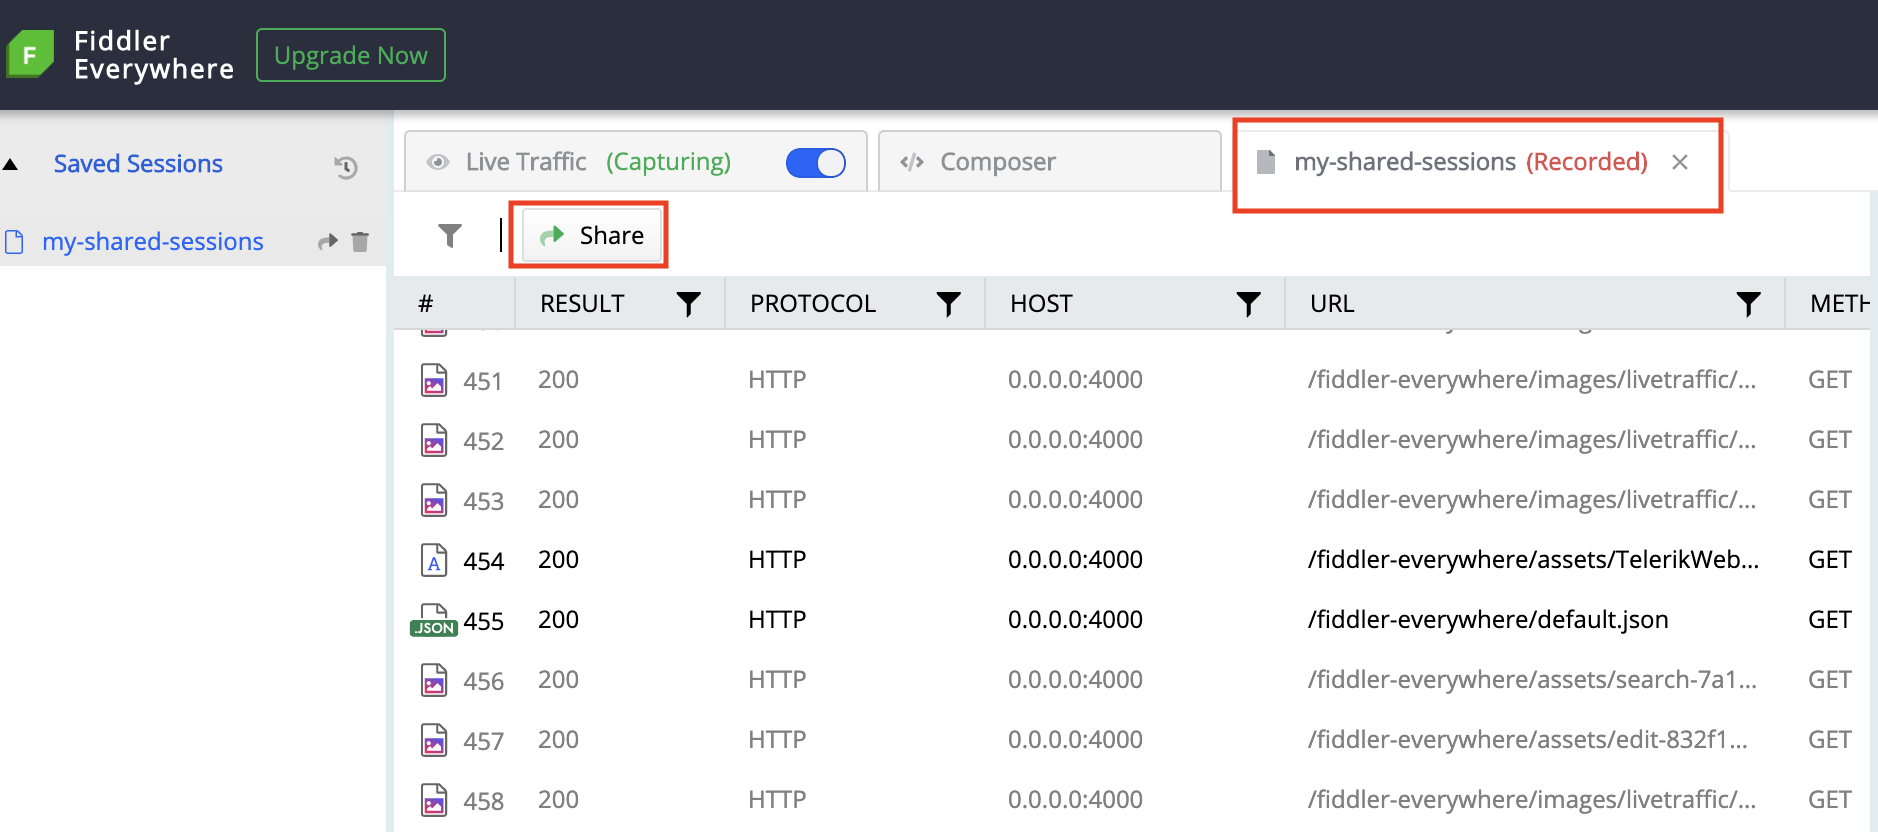 F
Fiddler
Everywhere
Upgrade Now
Saved Sessions
my-shared-sessions
Live Traffic (Capturing)
</> Composer
my-shared-sessions (Recorded) ×
Share
# RESULT PROTOCOL HOST URL METH
451 200 HTTP 0.0.0.0:4000 /fiddler-everywhere/images/livetraffic/... GET
452 200 HTTP 0.0.0.0:4000 /fiddler-everywhere/images/livetraffic/... GET
453 200 HTTP 0.0.0.0:4000 /fiddler-everywhere/images/livetraffic/... GET
A 454 200 HTTP 0.0.0.0:4000 /fiddler-everywhere/assets/TelerikWeb... GET
.JSON 455 200 HTTP 0.0.0.0:4000 /fiddler-everywhere/default.json GET
456 200 HTTP 0.0.0.0:4000 /fiddler-everywhere/assets/search-7a1... GET
457 200 HTTP 0.0.0.0:4000 /fiddler-everywhere/assets/edit-832f1... GET
458 200 HTTP 0.0.0.0:4000 /fiddler-everywhere/images/livetraffic/... GET